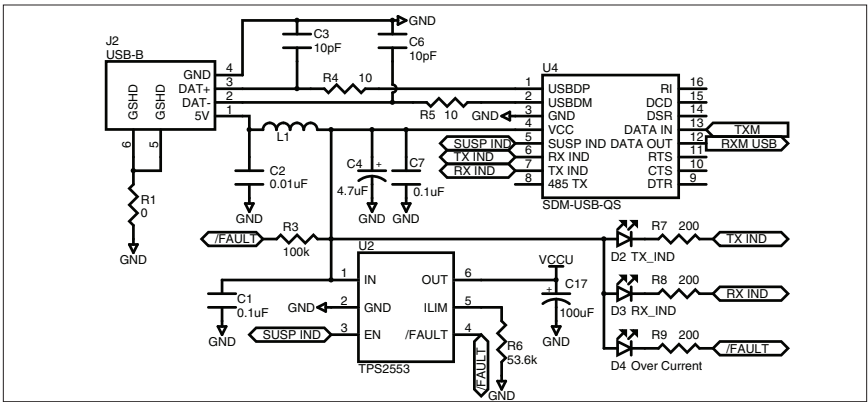 J2
USB-B
GSHD
GSHD
GND 4
DAT+ 3
DAT- 2
5V 1
6
5
R1
0
GND
C3
10pF
C6
10pF
GND
R4 10
R5 10
L1
C2
0.01uF
GND
C4
4.7uF
+
GND
C7
0.1uF
GND
GND
SUSP IND
TX IND
RX IND
U4
1 USBDP
2 USBDM
3 GND
4 VCC
5 SUSP IND
6 RX IND
7 TX IND
8 485 TX
RI 16
DCD 15
DSR 14
DATA IN 13
DATA OUT 12
RTS 11
CTS 10
DTR 9
SDM-USB-QS
TXM
RXM USB
/FAULT
R3
100k
C1
0.1uF
GND
GND
SUSP IND
U2
1 IN
2 GND
3 EN
OUT 6
ILIM 5
/FAULT 4
TPS2553
/FAULT
R6
53.6k
GND
VCCU
+
C17
100uF
GND
D2 TX_IND
R7 200
TX IND
D3 RX_IND
R8 200
RX IND
D4 Over Current
R9 200
/FAULT